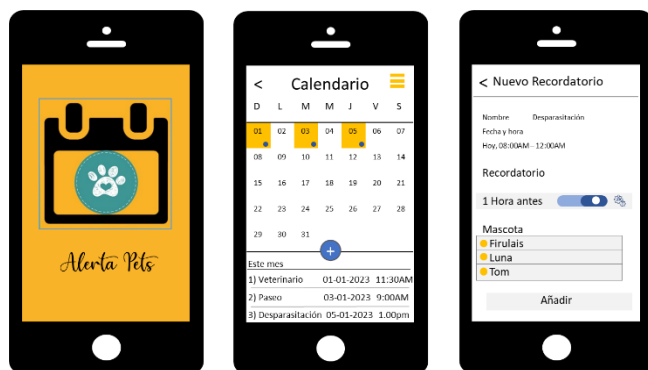 Alerta Pets
< Calendario
D L M M J V S
01 02 03 04 05 06 07
08 09 10 11 12 13 14
15 16 17 18 19 20 21
22 23 24 25 26 27 28
29 30 31
+
Este mes
1) Veterinario 01-01-2023 11:30AM
2) Paseo 03-01-2023 9:00AM
3) Desparasitación 05-01-2023 1.00pm
< Nuevo Recordatorio
Nombre Desparasitación
Fecha y hora
Hoy, 08:00AM - 12:00AM
Recordatorio
1 Hora antes
Mascota
Firulais
Luna
Tom
Añadir